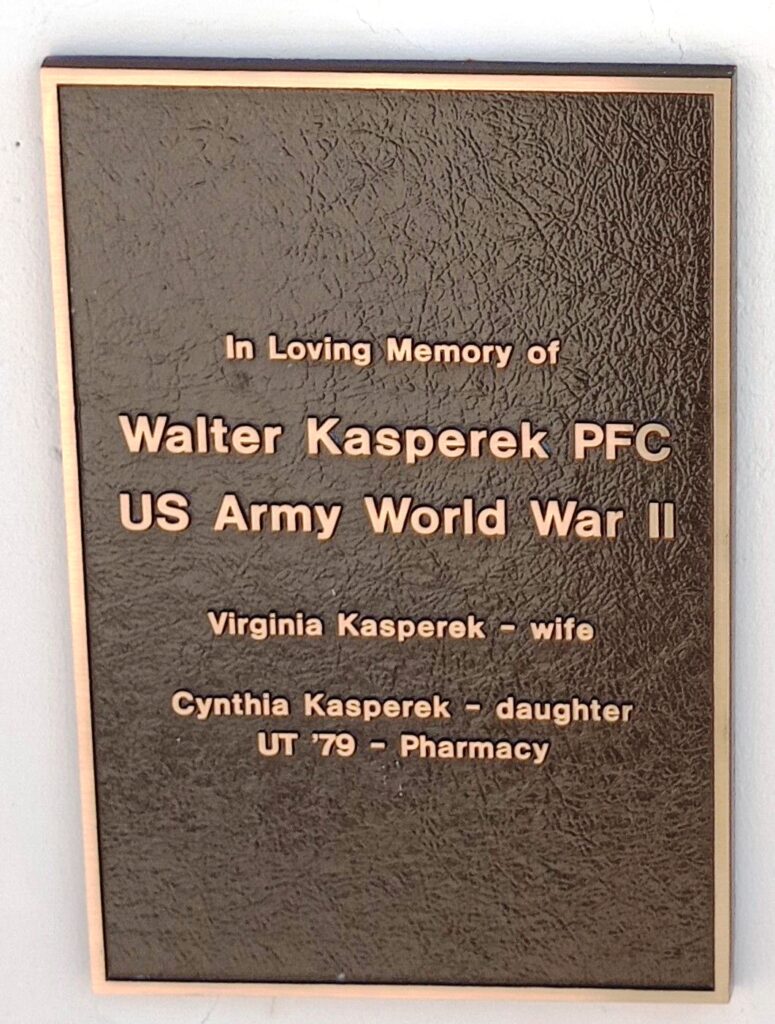 In Loving Memory of
Walter Kasperek PFC
US Army World War II
Virginia Kasperek - wife
Cynthia Kasperek - daughter
UT '79 - Pharmacy